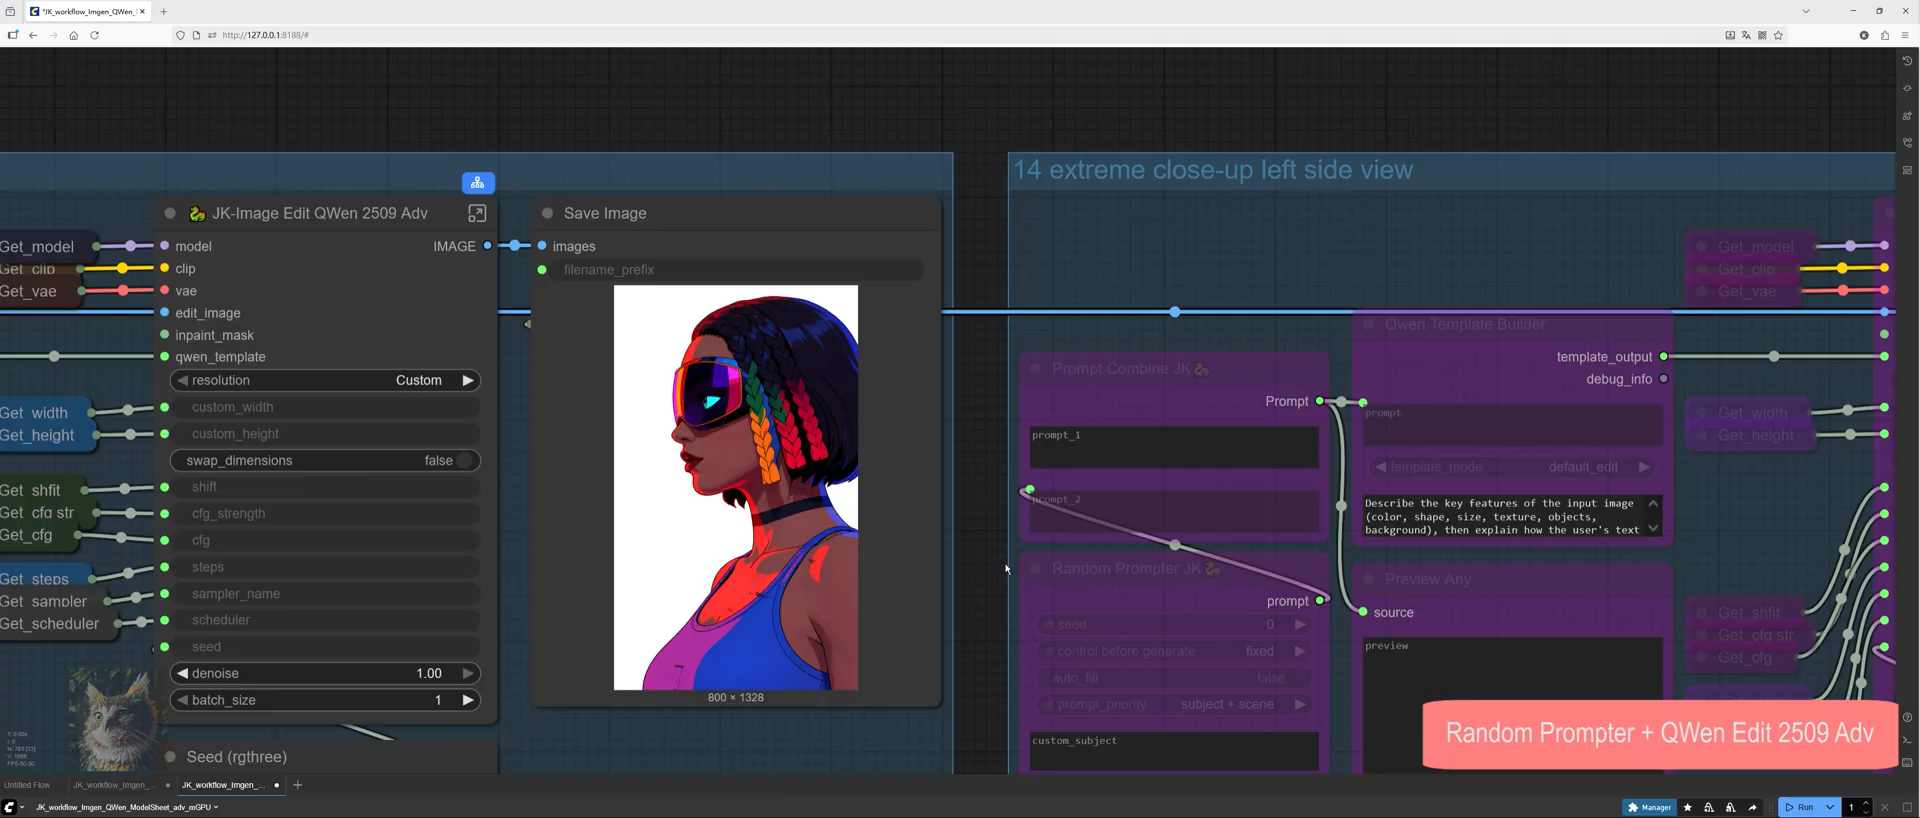 *JK_workflow_Imgen_QWen_
http://127.0.0.1:8188/#
14 extreme close-up left side view
JK-Image Edit QWen 2509 Adv
Save Image
Get_model
model
IMAGE
images
Get_clip
clip
filename_prefix
Get_vae
vae
edit_image
inpaint_mask
qwen_template
resolution
Custom
Get_width
custom_width
Get_height
custom_height
swap_dimensions
false
Get_shfit
shift
Get_cfg str
cfg_strength
Get_cfg
cfg
Get_steps
steps
Get_sampler
sampler_name
Get_scheduler
scheduler
seed
denoise
1.00
batch_size
1
Seed (rgthree)
800 × 1328
Prompt Combine JK
Prompt
prompt_1
prompt_2
Random Prompter JK
prompt
seed
0
control before generate
fixed
auto_fill
false
prompt_priority
subject + scene
custom_subject
Qwen Template Builder
template_output
debug_info
prompt
template_mode
default_edit
Describe the key features of the input image
(color, shape, size, texture, objects,
background), then explain how the user's text
Preview Any
source
preview
Get_model
Get_clip
Get_vae
Get_width
Get_height
Get_shfit
Get_cfg str
Get_cfg
Random Prompter + QWen Edit 2509 Adv
T: 0.00s
I: 0
Untitled Flow
JK_workflow_Imgen_...
JK_workflow_Imgen_...
JK_workflow_Imgen_QWen_ModelSheet_adv_mGPU
Manager
Run
1